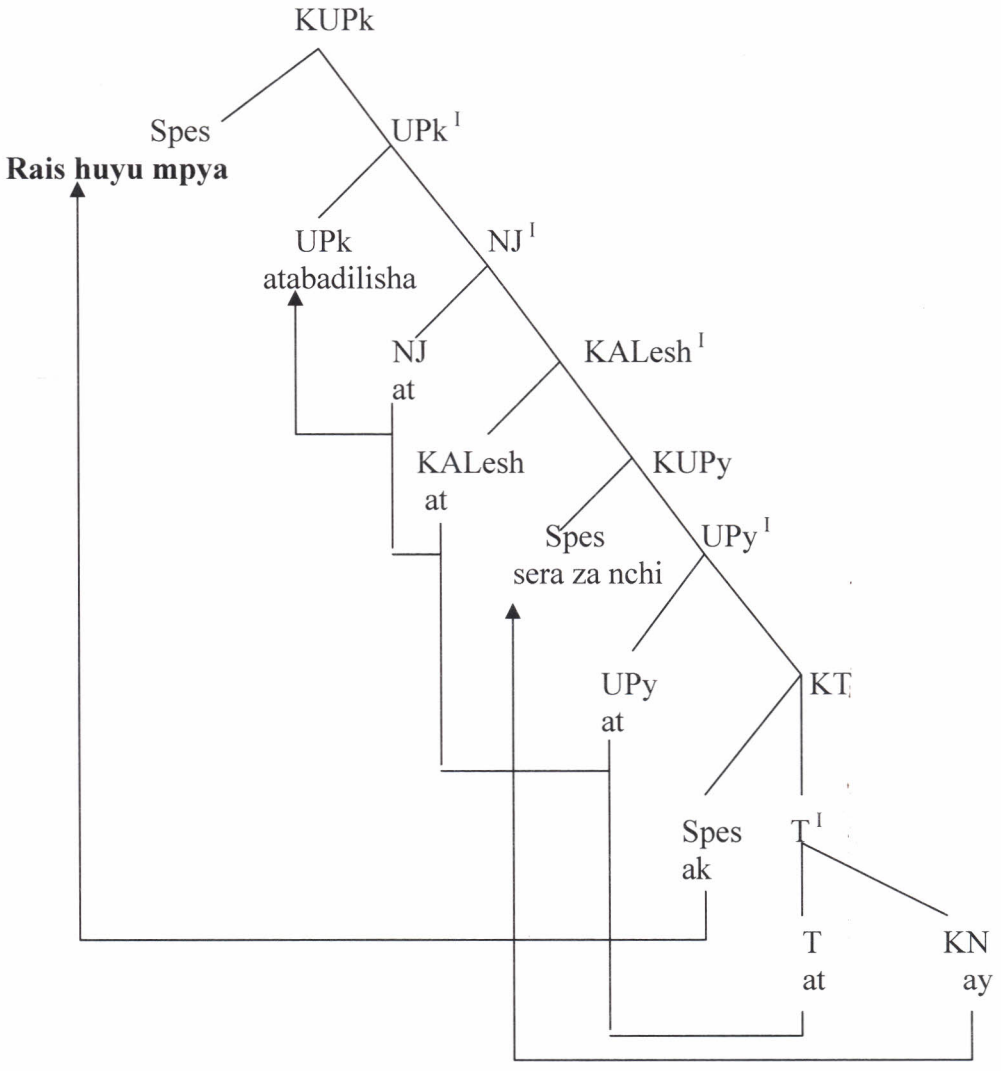 KUPk
Spes
UPk I
Rais huyu mpya
UPk
NJ I
atabadilisha
NJ
KALesh I
at
KALesh
KUPy
at
Spes
UPy I
sera za nchi
UPy
KT
at
Spes
T I
ak
T
KN
at
ay